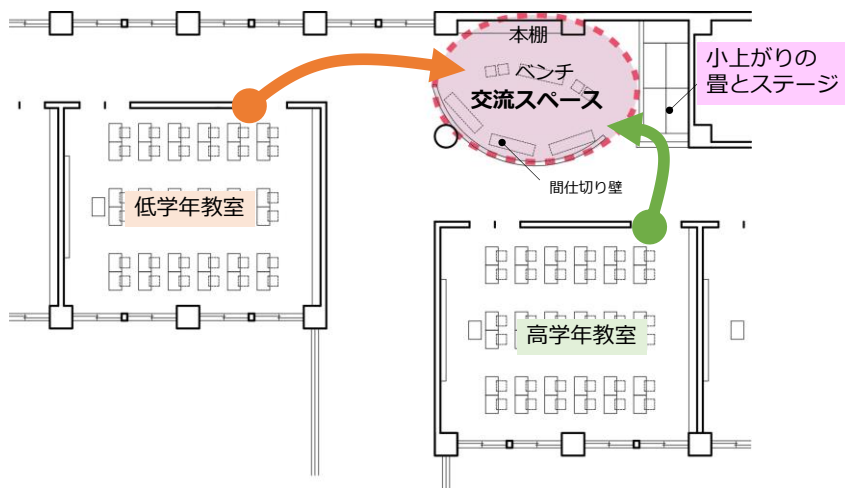 本棚
ベンチ
交流スペース
小上がりの
畳とステージ
間仕切り壁
低学年教室
高学年教室